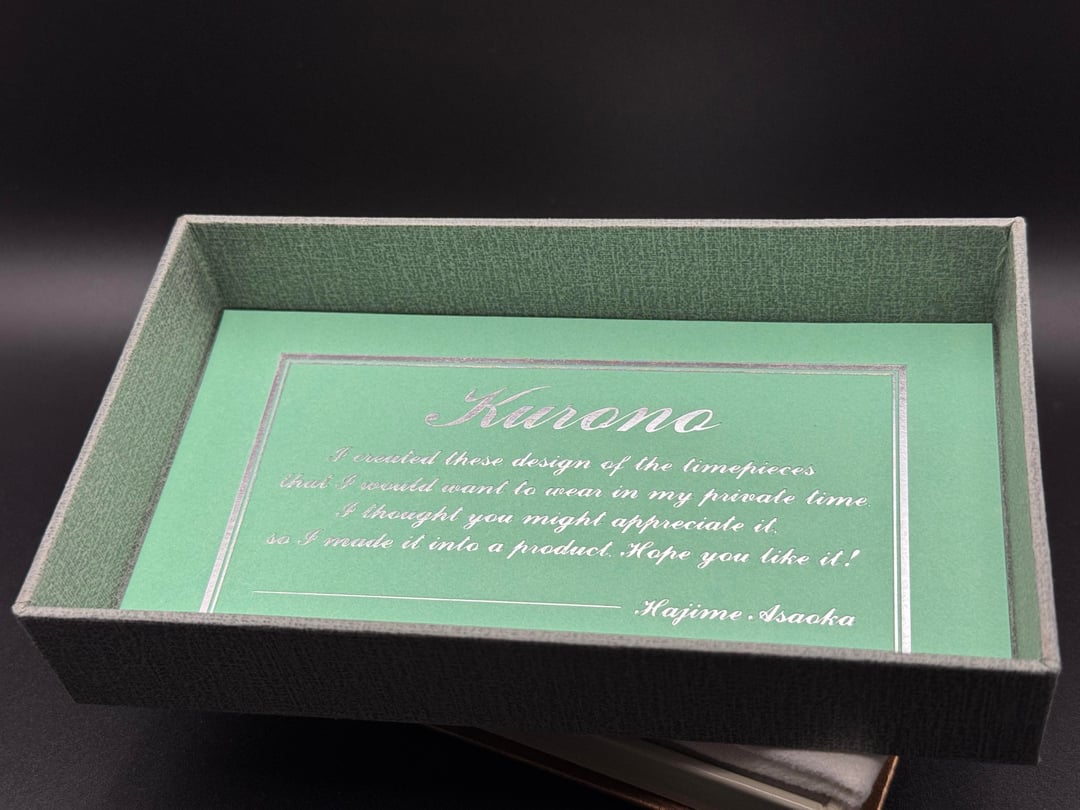 Kurono
I created these design of the timepieces
that I would want to wear in my private time.
I thought you might appreciate it,
so I made it into a product. Hope you like it!
Hajime Asaoka